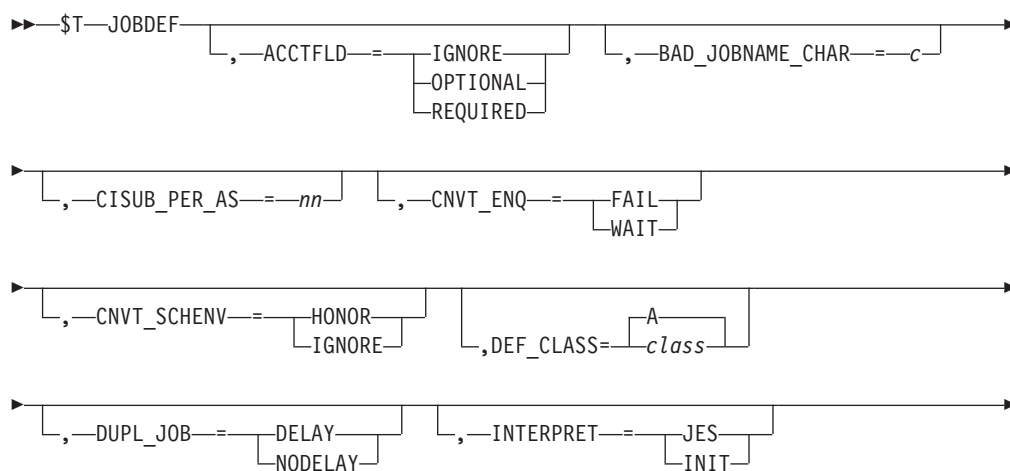 $T JOBDEF , ACCTFLD = IGNORE , BAD_JOBNAME_CHAR = c
OPTIONAL
REQUIRED
, CISUB_PER_AS = nn , CNVT_ENQ = FAIL
WAIT
, CNVT_SCHENV = HONOR A
IGNORE ,DEF_CLASS= class
, DUPL_JOB = DELAY , INTERPRET = JES
NODELAY INIT